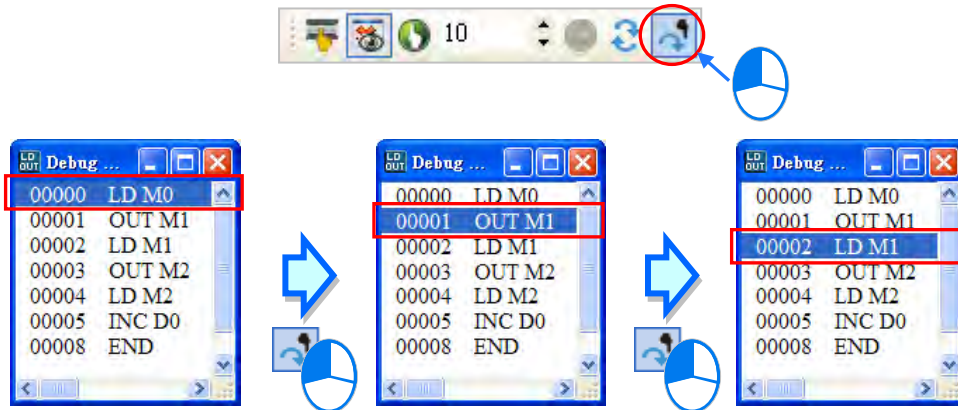 10
LD
OUT Debug ...
00000 LD M0
00001 OUT M1
00002 LD M1
00003 OUT M2
00004 LD M2
00005 INC D0
00008 END
LD
OUT Debug ...
00000 LD M0
00001 OUT M1
00002 LD M1
00003 OUT M2
00004 LD M2
00005 INC D0
00008 END
LD
OUT Debug ...
00000 LD M0
00001 OUT M1
00002 LD M1
00003 OUT M2
00004 LD M2
00005 INC D0
00008 END